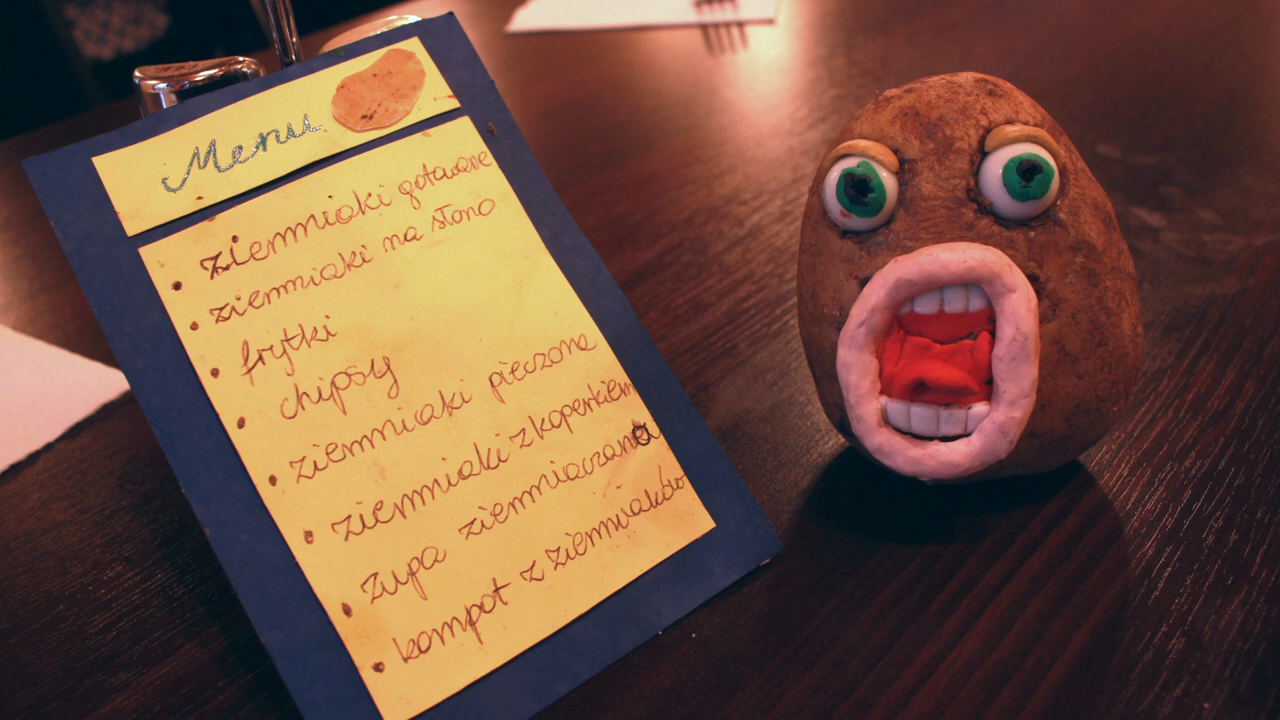 Menu
• ziemniaki gotowane
• ziemniaki na słono
• frytki
• chipsy
• ziemniaki pieczone
• ziemniaki z koperkiem
• zupa ziemniaczana
• kompot z ziemniaków